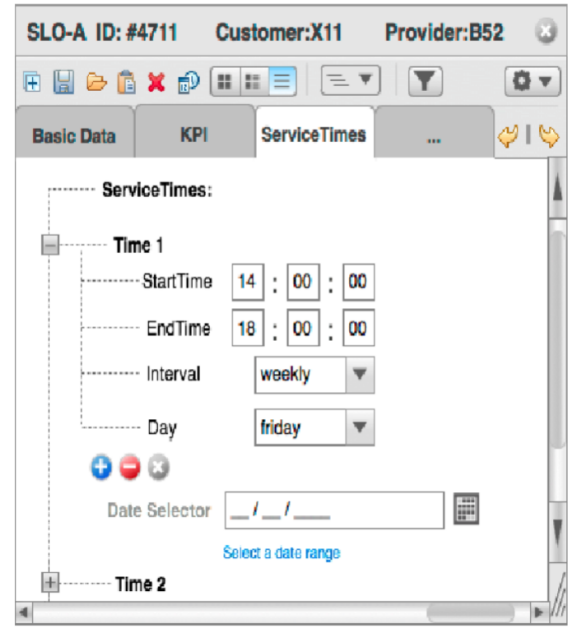 SLO-A ID: #4711 Customer:X11 Provider:B52
Basic Data KPI ServiceTimes ...
ServiceTimes:
Time 1
StartTime 14 : 00 : 00
EndTime 18 : 00 : 00
Interval weekly
Day friday
Date Selector __/__/____
Select a date range
Time 2